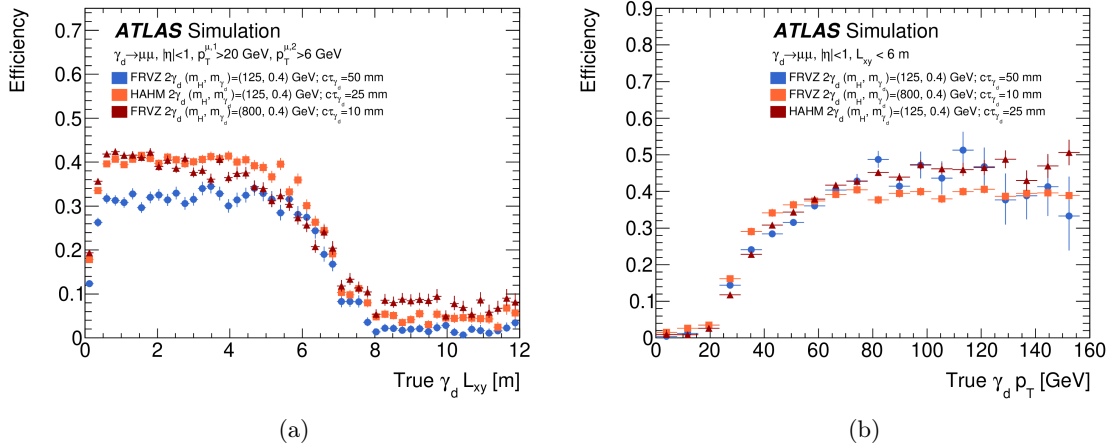 ATLAS Simulation
γd→μμ, |η|<1, pTμ,1>20 GeV, pTμ,2>6 GeV
FRVZ 2γd (mH, mγd)=(125, 0.4) GeV; cτγd=50 mm
HAHM 2γd (mH, mγd)=(125, 0.4) GeV; cτγd=25 mm
FRVZ 2γd (mH, mγd)=(800, 0.4) GeV; cτγd=10 mm
Efficiency
0.7
0.6
0.5
0.4
0.3
0.2
0.1
0
0 2 4 6 8 10 12
True γd Lxy [m]
(a)
ATLAS Simulation
γd→μμ, |η|<1, Lxy < 6 m
FRVZ 2γd (mH, mγd)=(125, 0.4) GeV; cτγd=50 mm
FRVZ 2γd (mH, mγd)=(800, 0.4) GeV; cτγd=10 mm
HAHM 2γd (mH, mγd)=(125, 0.4) GeV; cτγd=25 mm
Efficiency
0.9
0.8
0.7
0.6
0.5
0.4
0.3
0.2
0.1
0
0 20 40 60 80 100 120 140 160
True γd pT [GeV]
(b)